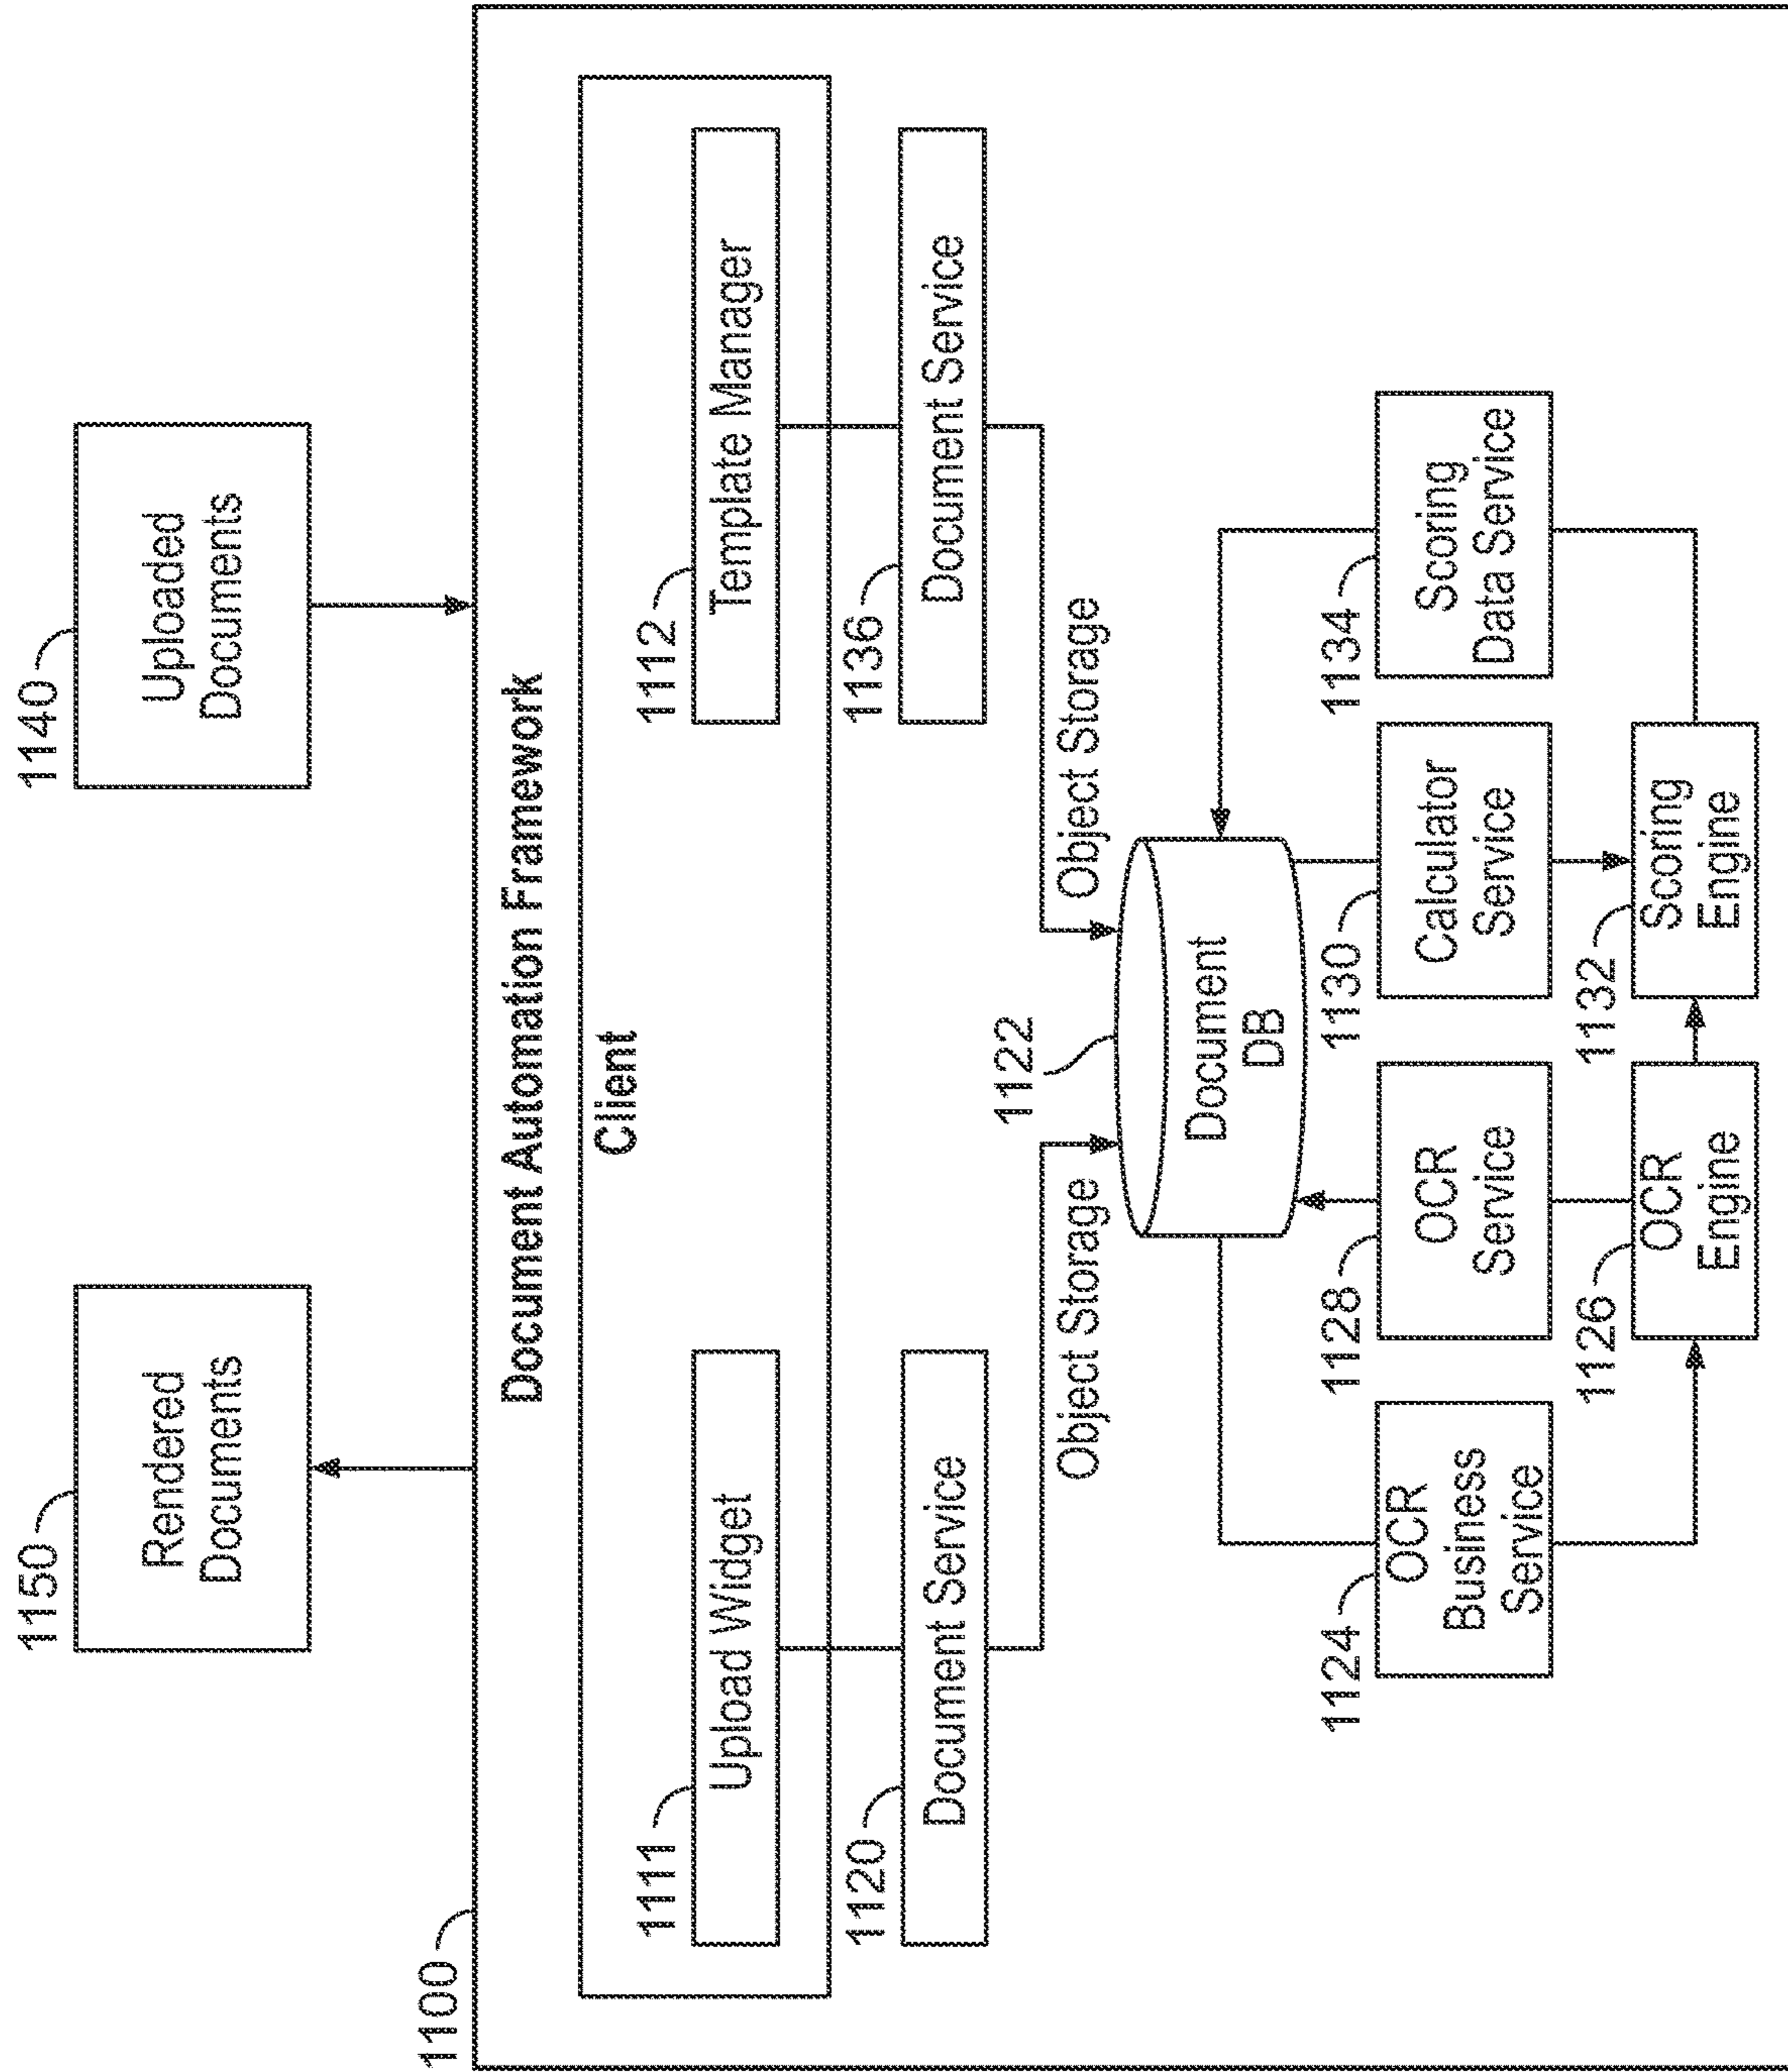 1150
Rendered
Documents
1140
Uploaded
Documents
1100
Document Automation Framework
Client
1111
Upload Widget
1112
Template Manager
1120
Document Service
1136
Document Service
Object Storage
Object Storage
1122
Document
DB
1124
OCR
Business
Service
1128
OCR
Service
1130
Calculator
Service
1134
Scoring
Data Service
1126
OCR
Engine
1132
Scoring
Engine